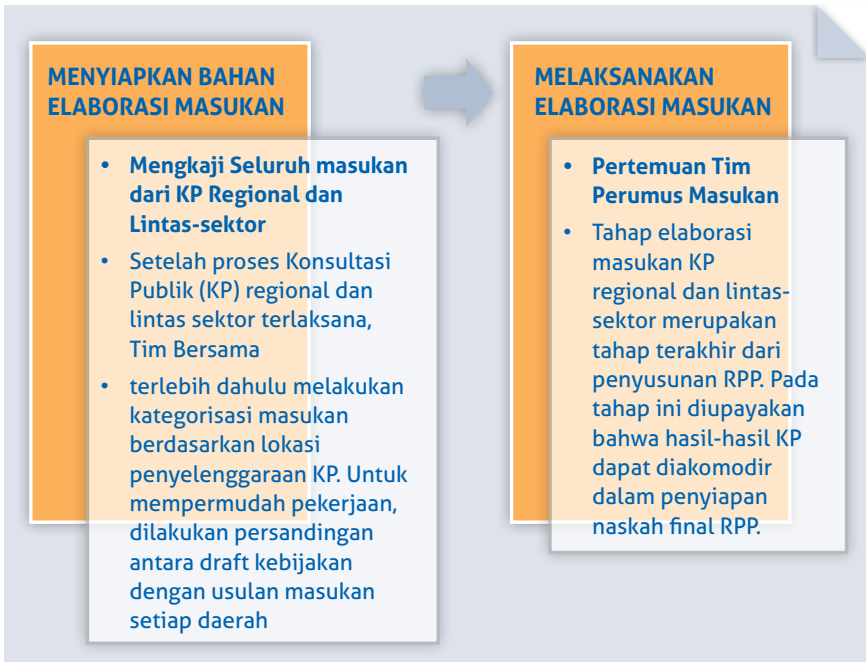 MENYIAPKAN BAHAN
ELABORASI MASUKAN
• Mengkaji Seluruh masukan
dari KP Regional dan
Lintas-sektor
• Setelah proses Konsultasi
Publik (KP) regional dan
lintas sektor terlaksana,
Tim Bersama
• terlebih dahulu melakukan
kategorisasi masukan
berdasarkan lokasi
penyelenggaraan KP. Untuk
mempermudah pekerjaan,
dilakukan persandingan
antara draft kebijakan
dengan usulan masukan
setiap daerah
MELAKSANAKAN
ELABORASI MASUKAN
• Pertemuan Tim
Perumus Masukan
• Tahap elaborasi
masukan KP
regional dan lintas-
sektor merupakan
tahap terakhir dari
penyusunan RPP. Pada
tahap ini diupayakan
bahwa hasil-hasil KP
dapat diakomodir
dalam penyiapan
naskah final RPP.